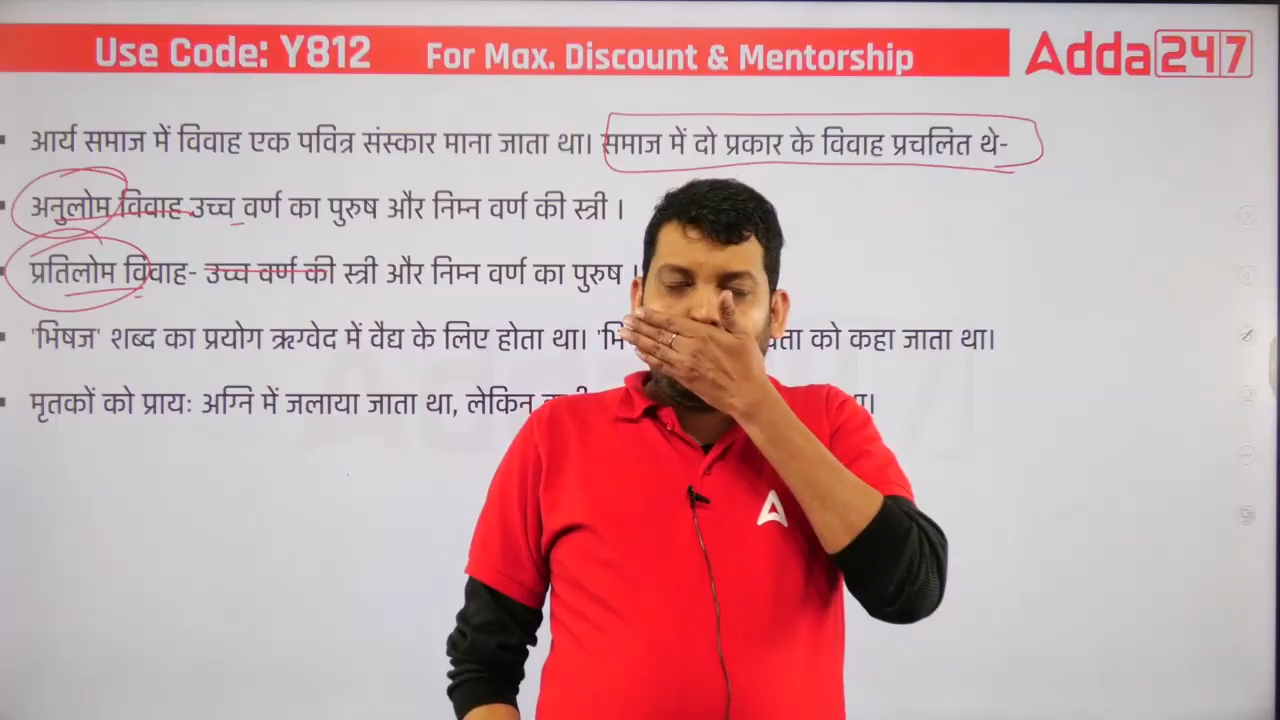 Use Code: Y812 For Max. Discount & Mentorship
Adda247
आर्य समाज में विवाह एक पवित्र संस्कार माना जाता था। समाज में दो प्रकार के विवाह प्रचलित थे-
अनुलोम विवाह उच्च वर्ण का पुरुष और निम्न वर्ण की स्त्री ।
प्रतिलोम विवाह- उच्च वर्ण की स्त्री और निम्न वर्ण का पुरुष ।
'भिषज' शब्द का प्रयोग ऋग्वेद में वैद्य के लिए होता था। को कहा जाता था।
मृतकों को प्रायः अग्नि में जलाया जाता था, लेकिन